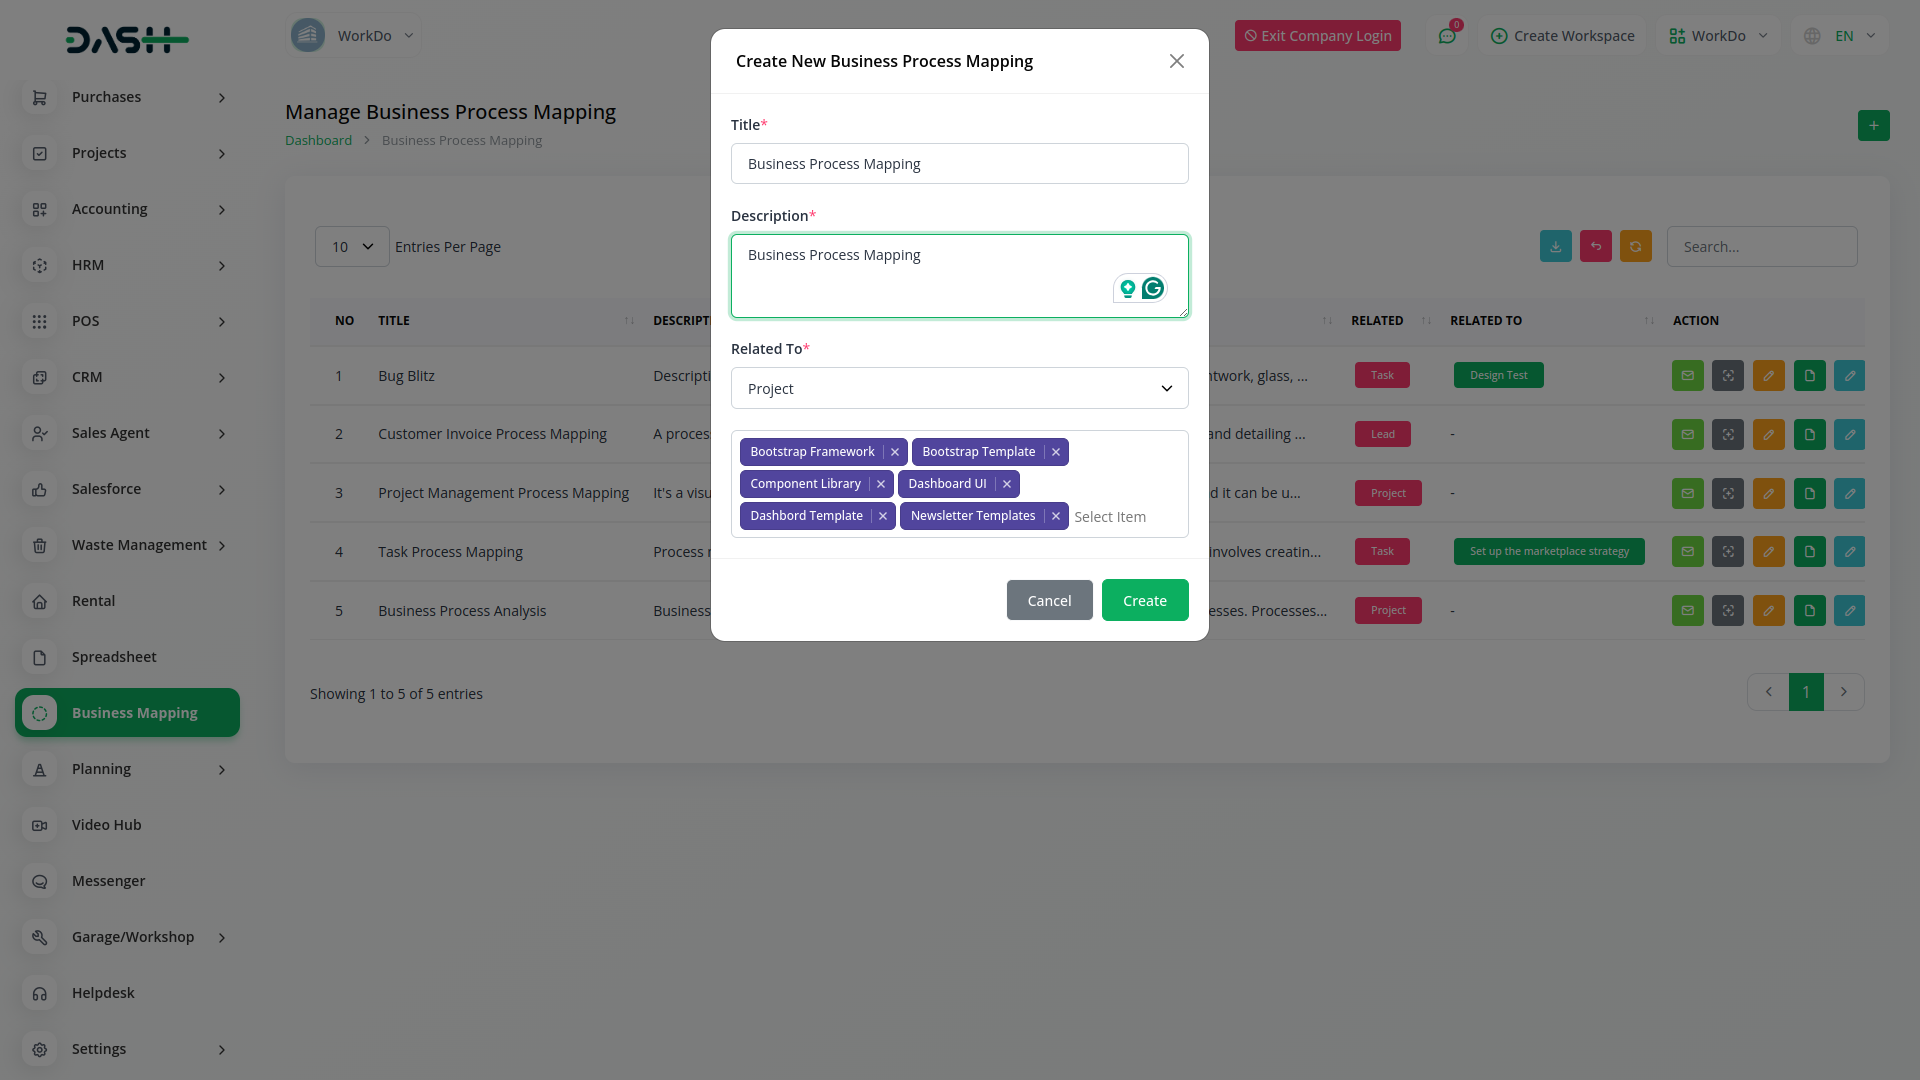 DASH
WorkDo
Exit Company Login
0
Create Workspace
WorkDo
EN
Purchases
Projects
Accounting
HRM
POS
CRM
Sales Agent
Salesforce
Waste Management
Rental
Spreadsheet
Business Mapping
Planning
Video Hub
Messenger
Garage/Workshop
Helpdesk
Settings
Manage Business Process Mapping
Dashboard > Business Process Mapping
+
10 Entries Per Page
Search...
NO TITLE DESCRIPT RELATED RELATED TO ACTION
1 Bug Blitz Descripti ntwork, glass, ... Task Design Test
2 Customer Invoice Process Mapping A proces and detailing ... Lead -
3 Project Management Process Mapping It's a visu d it can be u... Project -
4 Task Process Mapping Process involves creatin... Task Set up the marketplace strategy
5 Business Process Analysis Business esses. Processes... Project -
Showing 1 to 5 of 5 entries
1
Create New Business Process Mapping
Title*
Business Process Mapping
Description*
Business Process Mapping
Related To*
Project
Bootstrap Framework × Bootstrap Template ×
Component Library × Dashboard UI ×
Dashbord Template × Newsletter Templates × Select Item
Cancel Create